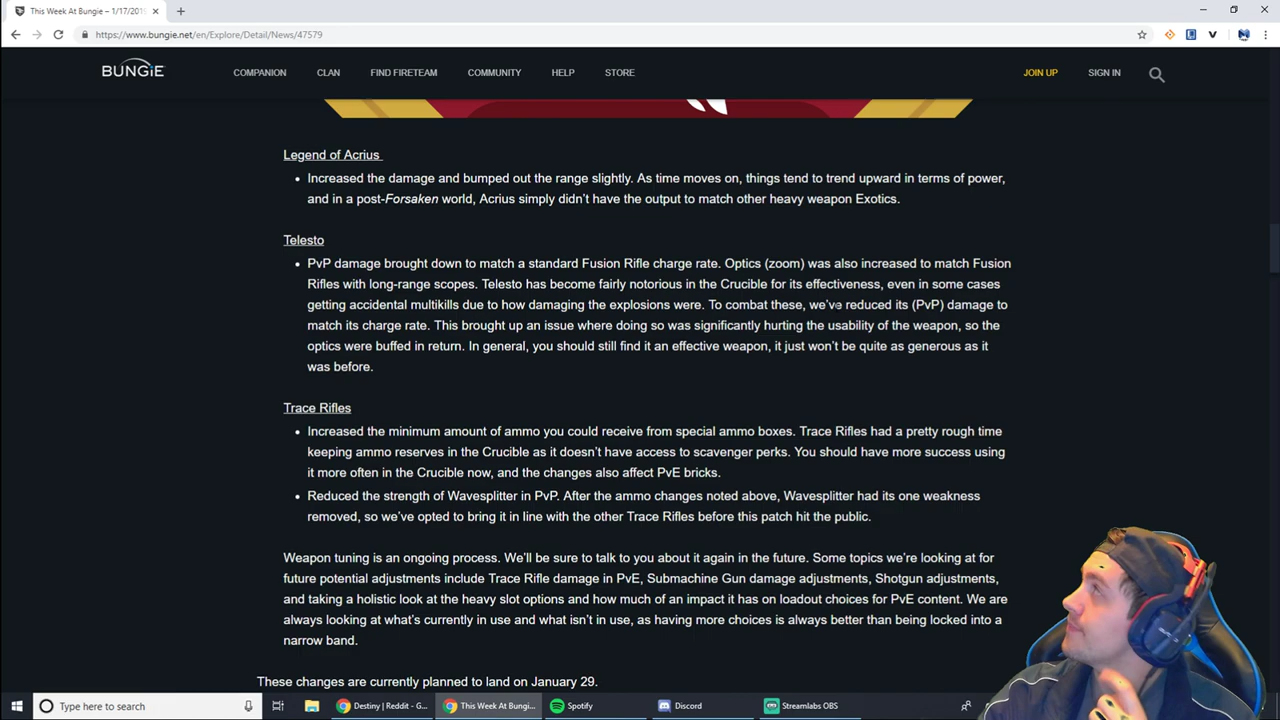 This Week At Bungie – 1/17/201
https://www.bungie.net/en/Explore/Detail/News/47579
BUNGiE COMPANION CLAN FIND FIRETEAM COMMUNITY HELP STORE JOIN UP SIGN IN
Legend of Acrius
• Increased the damage and bumped out the range slightly. As time moves on, things tend to trend upward in terms of power,
and in a post-Forsaken world, Acrius simply didn't have the output to match other heavy weapon Exotics.
Telesto
• PvP damage brought down to match a standard Fusion Rifle charge rate. Optics (zoom) was also increased to match Fusion
Rifles with long-range scopes. Telesto has become fairly notorious in the Crucible for its effectiveness, even in some cases
getting accidental multikills due to how damaging the explosions were. To combat these, we've reduced its (PvP) damage to
match its charge rate. This brought up an issue where doing so was significantly hurting the usability of the weapon, so the
optics were buffed in return. In general, you should still find it an effective weapon, it just won't be quite as generous as it
was before.
Trace Rifles
• Increased the minimum amount of ammo you could receive from special ammo boxes. Trace Rifles had a pretty rough time
keeping ammo reserves in the Crucible as it doesn't have access to scavenger perks. You should have more success using
it more often in the Crucible now, and the changes also affect PvE bricks.
• Reduced the strength of Wavesplitter in PvP. After the ammo changes noted above, Wavesplitter had its one weakness
removed, so we've opted to bring it in line with the other Trace Rifles before this patch hit the public.
Weapon tuning is an ongoing process. We'll be sure to talk to you about it again in the future. Some topics we're looking at for
future potential adjustments include Trace Rifle damage in PvE, Submachine Gun damage adjustments, Shotgun adjustments,
and taking a holistic look at the heavy slot options and how much of an impact it has on loadout choices for PvE content. We are
always looking at what's currently in use and what isn't in use, as having more choices is always better than being locked into a
narrow band.
These changes are currently planned to land on January 29.
Type here to search Destiny | Reddit - G... This Week At Bungi... Spotify Discord Streamlabs OBS